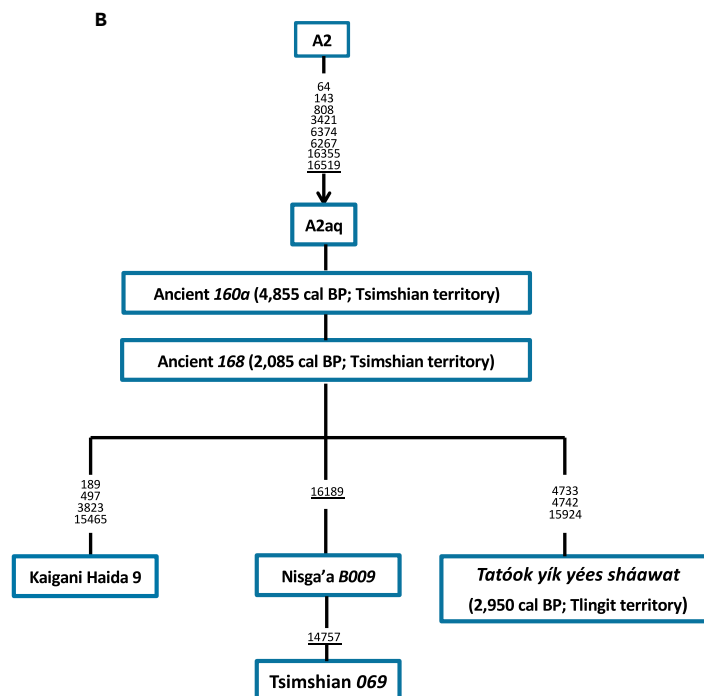 B
A2
64
143
808
3421
6374
6267
16355
16519
A2aq
Ancient 160a (4,855 cal BP; Tsimshian territory)
Ancient 168 (2,085 cal BP; Tsimshian territory)
189
497
3823
15465
16189
4733
4742
15924
Kaigani Haida 9
Nisga’a B009
Tatóok yík yées sháawat
(2,950 cal BP; Tlingit territory)
14757
Tsimshian 069